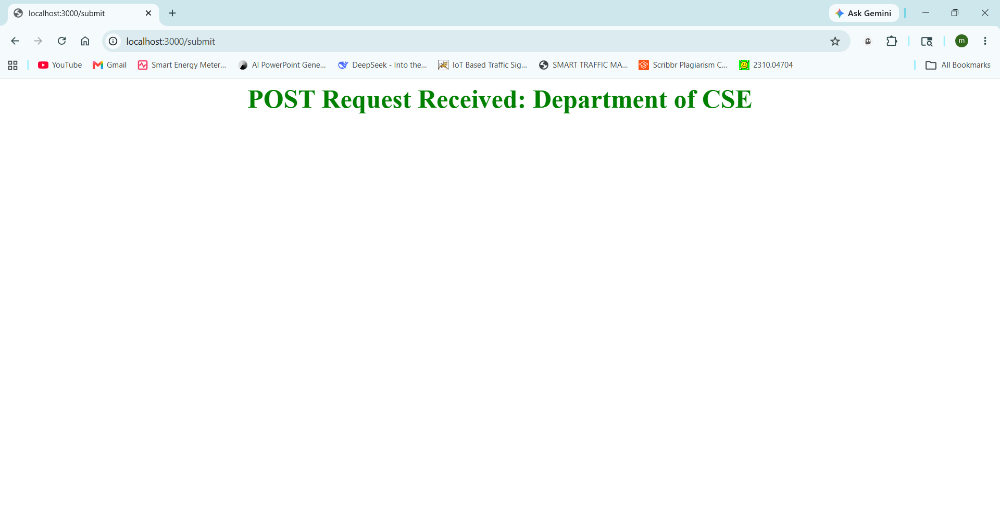 localhost:3000/submit
Ask Gemini
localhost:3000/submit
m
YouTube
Gmail
Smart Energy Meter...
AI PowerPoint Gene...
DeepSeek - Into the...
IoT Based Traffic Sig...
SMART TRAFFIC MA...
Scribbr Plagiarism C...
2310.04704
All Bookmarks
POST Request Received: Department of CSE